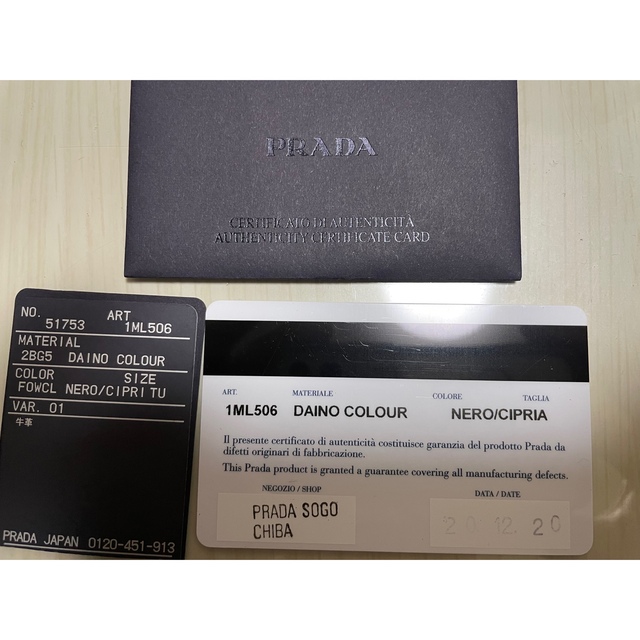 PRADA
CERTIFICATO DI AUTENTICITÀ
AUTHENTICITY CERTIFICATE CARD
NO. ART
51753 1ML506
MATERIAL
2BG5 DAINO COLOUR
COLOR SIZE
F0WCL NERO/CIPRI TU
VAR. 01
牛革
PRADA JAPAN 0120-451-913
ART. MATERIALE COLORE TAGLIA
1ML506 DAINO COLOUR NERO/CIPRIA
Il presente certificato di autenticità costituisce garanzia del prodotto Prada da
difetti originari di fabbricazione.
This Prada product is granted a guarantee covering all manufacturing defects.
NEGOZIO / SHOP DATA / DATE
PRADA SOGO
CHIBA
20 12. 20